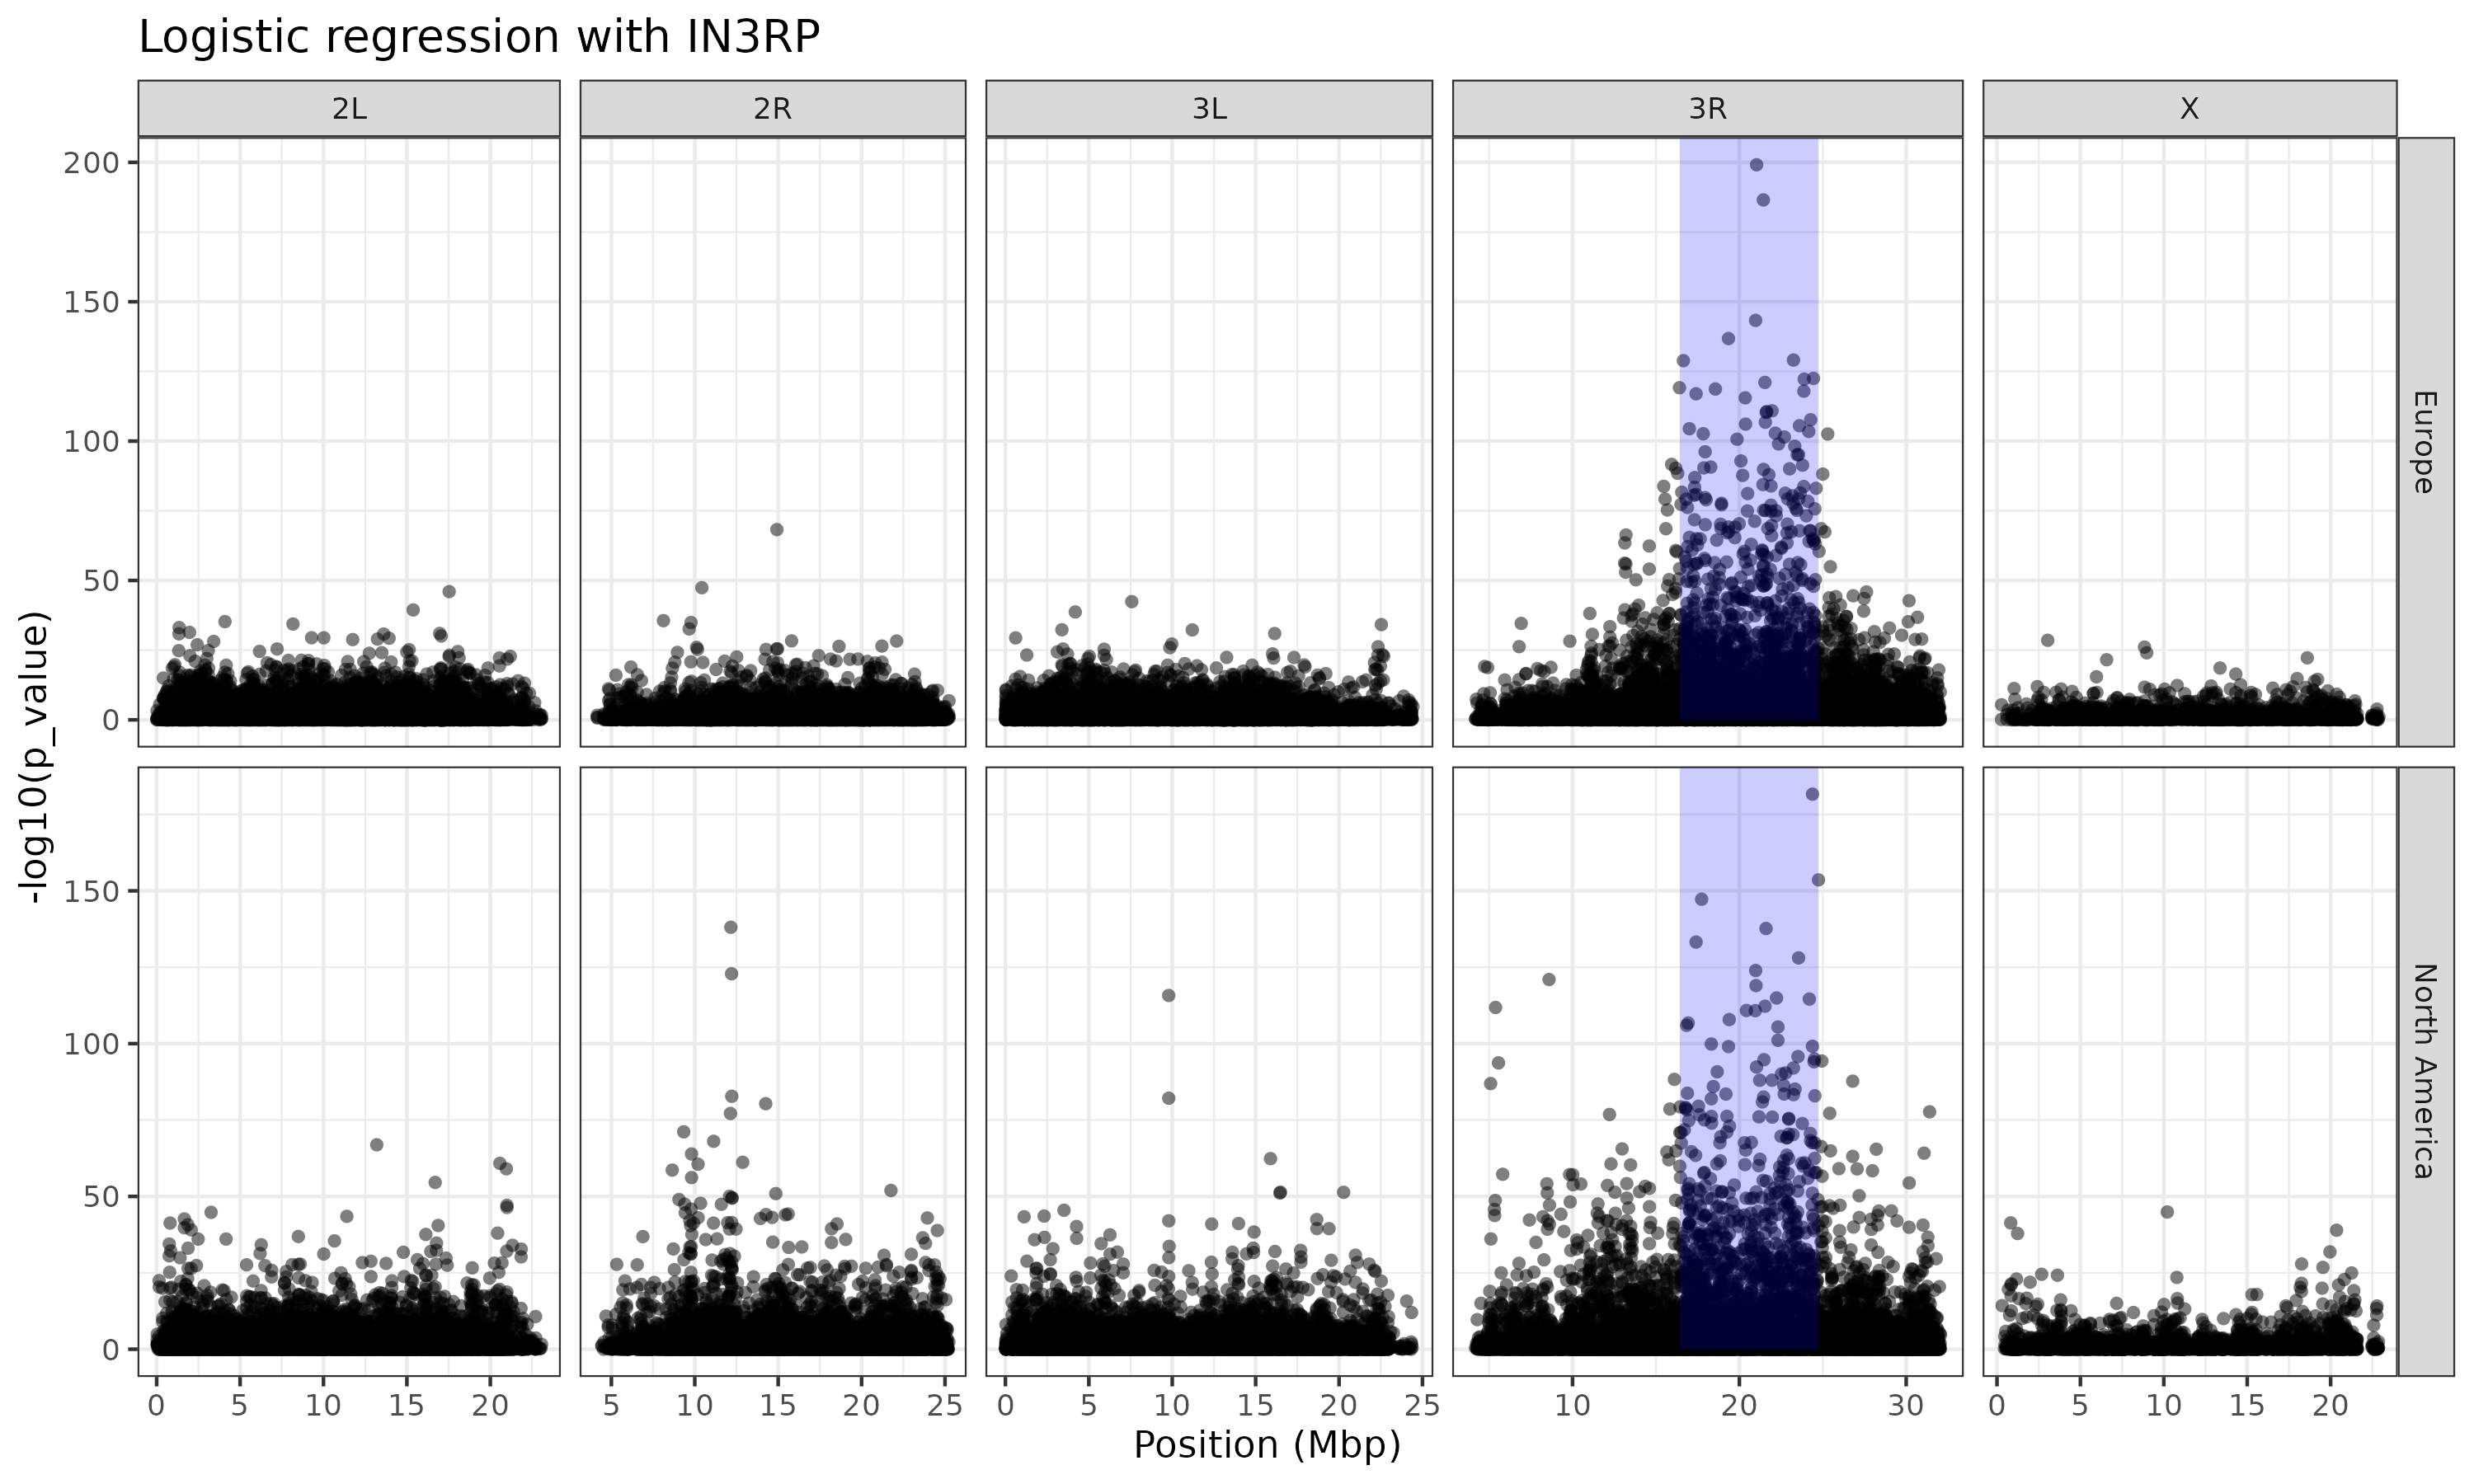 Logistic regression with IN3RP
2L 2R 3L 3R X
200
150
100
50
0
Europe
150
100
50
0
North America
-log10(p_value)
0 5 10 15 20 5 10 15 20 25 0 5 10 15 20 25 10 20 30 0 5 10 15 20
Position (Mbp)